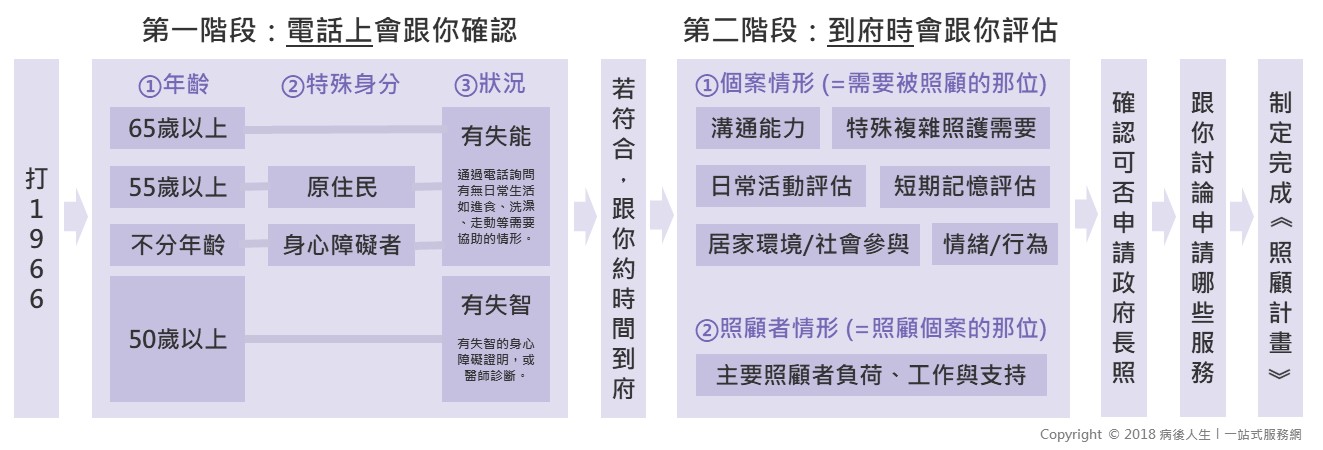 第一階段：電話上會跟你確認
打1966
①年齡
②特殊身分
③狀況
65歲以上
有失能
通過電話詢問
有無日常生活
如進食、洗澡
、走動等需要
協助的情形。
55歲以上
原住民
不分年齡
身心障礙者
50歲以上
有失智
有失智的身心
障礙證明，或
醫師診斷。
若符合．跟你約時間到府
第二階段：到府時會跟你評估
①個案情形 (=需要被照顧的那位)
溝通能力
特殊複雜照護需要
日常活動評估
短期記憶評估
居家環境/社會參與
情緒/行為
②照顧者情形 (=照顧個案的那位)
主要照顧者負荷、工作與支持
確認可否申請政府長照
跟你討論申請哪些服務
制定完成《照顧計畫》
Copyright © 2018 病後人生丨一站式服務網